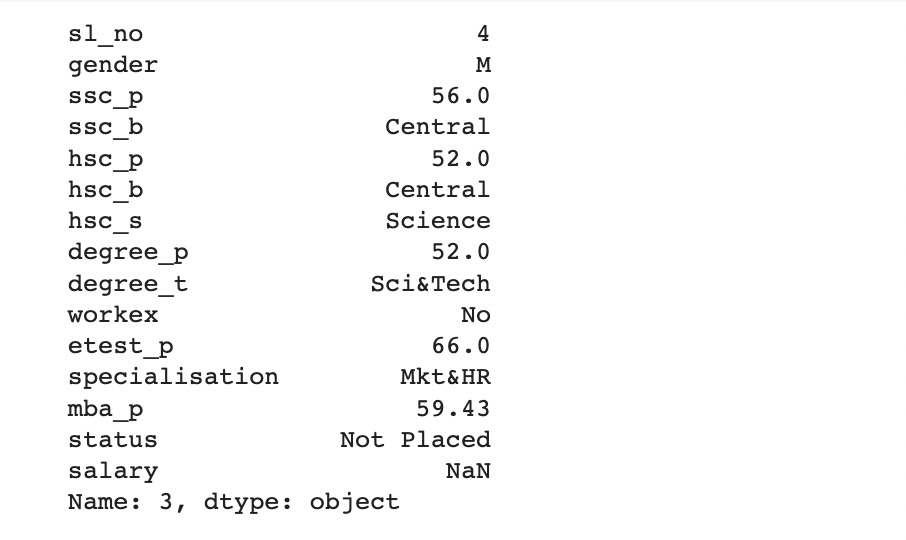 sl_no 4
gender M
ssc_p 56.0
ssc_b Central
hsc_p 52.0
hsc_b Central
hsc_s Science
degree_p 52.0
degree_t Sci&Tech
workex No
etest_p 66.0
specialisation Mkt&HR
mba_p 59.43
status Not Placed
salary NaN
Name: 3, dtype: object